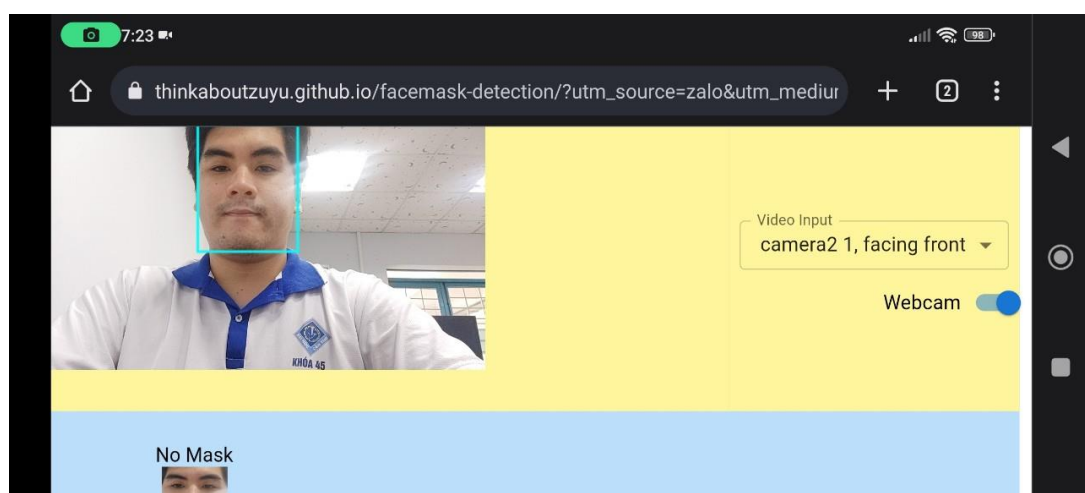 7:23
98
thinkaboutzuyu.github.io/facemask-detection/?utm_source=zalo&utm_mediur
2
Video Input
camera2 1, facing front
Webcam
KHÓA 45
No Mask